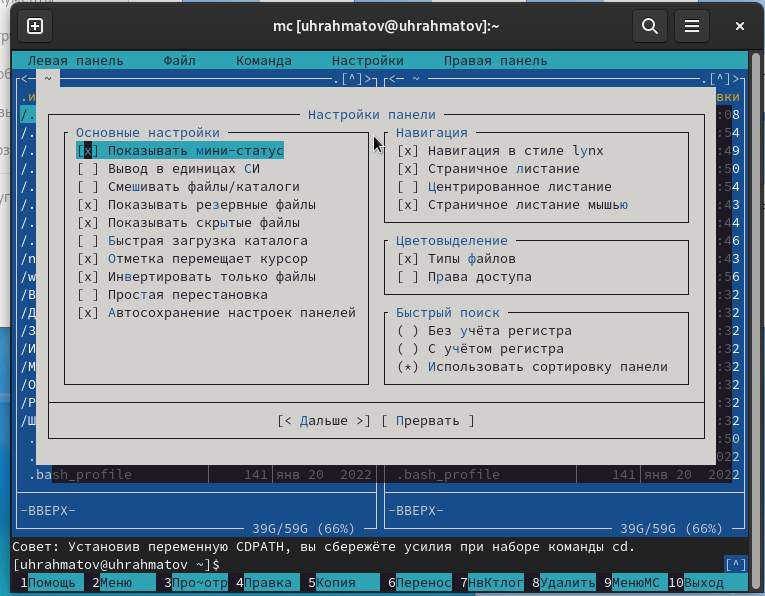 mc [uhrahmatov@uhrahmatov]:~
Левая панель Файл Команда Настройки Правая панель
<— ~ .[^]> <— ~ .[^]>
Настройки панели
Основные настройки
[x] Показывать мини-статус
[ ] Вывод в единицах СИ
[ ] Смешивать файлы/каталоги
[x] Показывать резервные файлы
[x] Показывать скрытые файлы
[ ] Быстрая загрузка каталога
[x] Отметка перемещает курсор
[x] Инвертировать только файлы
[ ] Простая перестановка
[x] Автосохранение настроек панелей
Навигация
[x] Навигация в стиле lynx
[x] Страничное листание
[ ] Центрированное листание
[x] Страничное листание мышью
Цветовыделение
[x] Типы файлов
[ ] Права доступа
Быстрый поиск
( ) Без учёта регистра
( ) С учётом регистра
(*) Использовать сортировку панели
[< Дальше >] [ Прервать ]
.bash_profile 141 янв 20 2022 .bash_profile 141 янв 20 2022
-ВВЕРХ- -ВВЕРХ-
39G/59G (66%) 39G/59G (66%)
Совет: Установив переменную CDPATH, вы сбережёте усилия при наборе команды cd.
[uhrahmatov@uhrahmatov ~]$ [^]
1Помощь 2Меню 3Про~отр 4Правка 5Копия 6Перенос 7НвКтлог 8Удалить 9МенюМС 10Выход